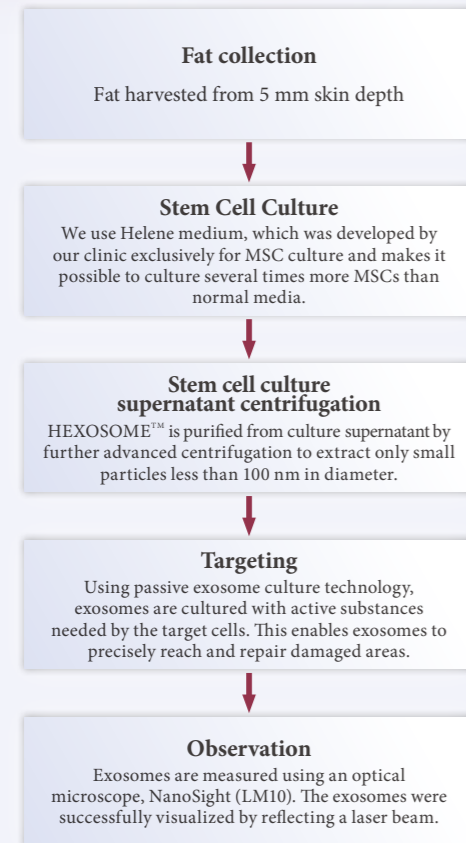 Fat collection
Fat harvested from 5 mm skin depth
Stem Cell Culture
We use Helene medium, which was developed by
our clinic exclusively for MSC culture and makes it
possible to culture several times more MSCs than
normal media.
Stem cell culture
supernatant centrifugation
HEXOSOME™ is purified from culture supernatant by
further advanced centrifugation to extract only small
particles less than 100 nm in diameter.
Targeting
Using passive exosome culture technology,
exosomes are cultured with active substances
needed by the target cells. This enables exosomes to
precisely reach and repair damaged areas.
Observation
Exosomes are measured using an optical
microscope, NanoSight (LM10). The exosomes were
successfully visualized by reflecting a laser beam.